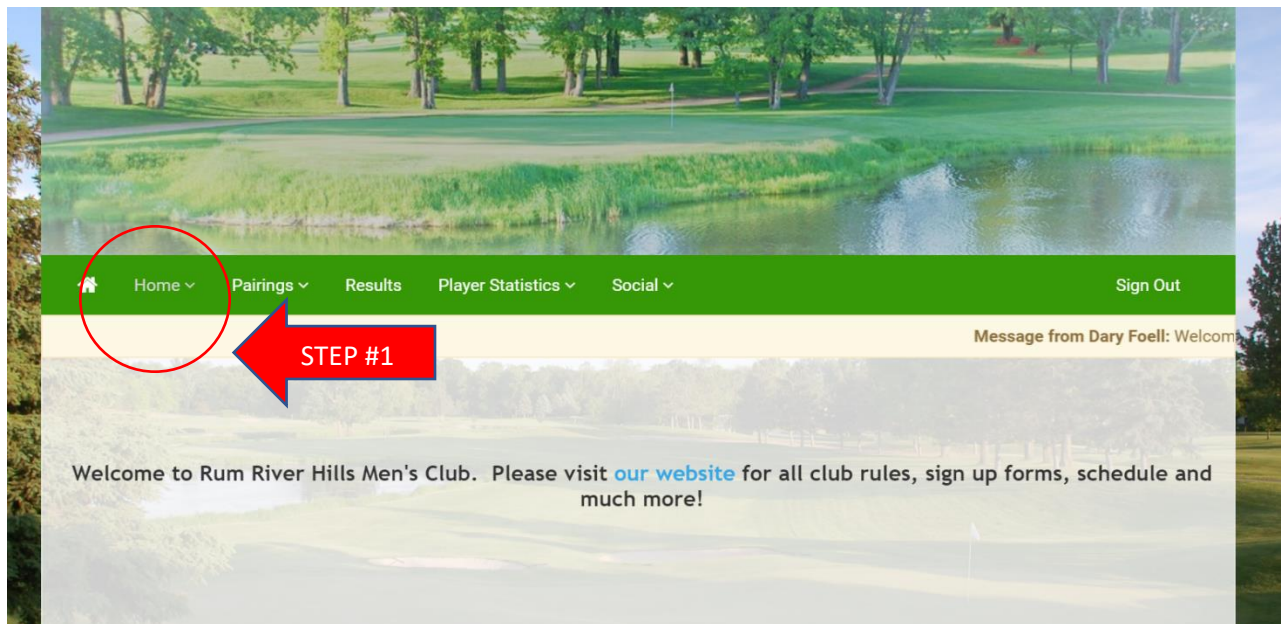 Home Pairings Results Player Statistics Social Sign Out
Message from Dary Foell: Welcom
STEP #1
Welcome to Rum River Hills Men's Club. Please visit our website for all club rules, sign up forms, schedule and
much more!